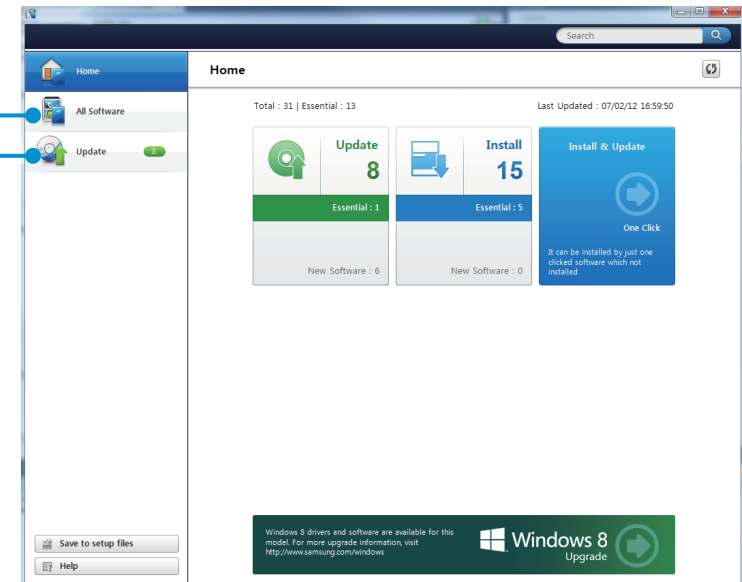 Search
Home
Home
All Software
Update 8
Total : 31 | Essential : 13
Last Updated : 07/02/12 16:59:50
Update
8
Essential : 1
New Software : 6
Install
15
Essential : 5
New Software : 0
Install & Update
One Click
It can be installed by just one
clicked software which not
installed
Save to setup files
Help
Windows 8 drivers and software are available for this
model. For more upgrade information, visit
http://www.samsung.com/windows
Windows 8
Upgrade